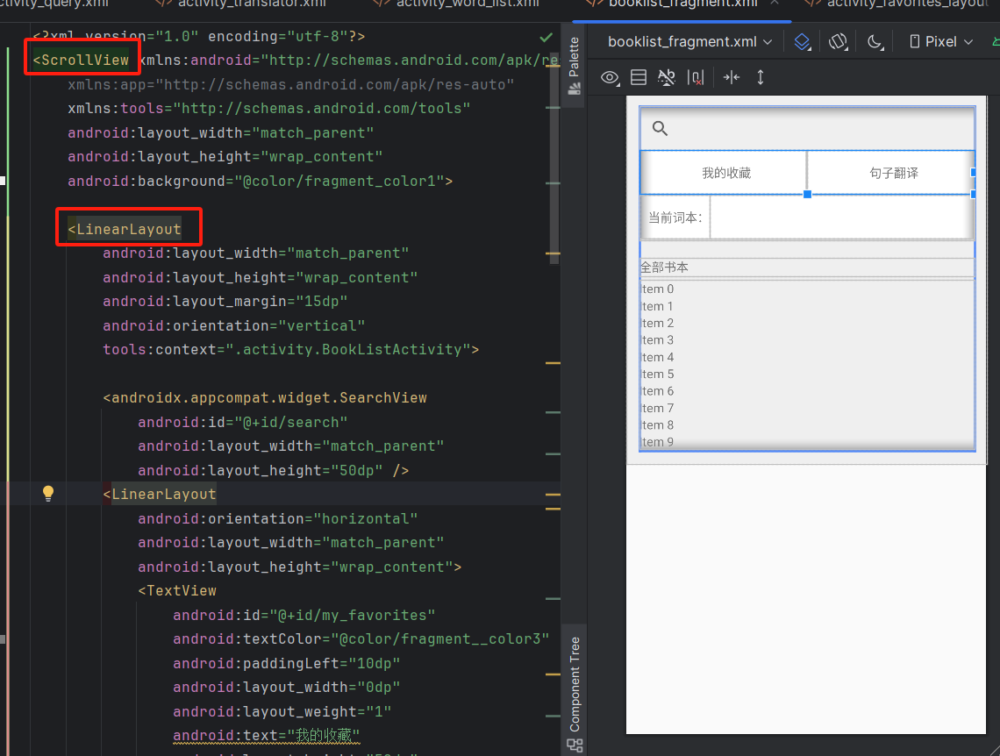 activity_translator.xml
activity_word_list.xml
booklist_fragment.xml
<?xml version="1.0" encoding="utf-8"?>
<ScrollView xmlns:android="http://schemas.android.com/apk/re
xmlns:app="http://schemas.android.com/apk/res-auto"
xmlns:tools="http://schemas.android.com/tools"
android:layout_width="match_parent"
android:layout_height="wrap_content"
android:background="@color/fragment_color1">
<LinearLayout
android:layout_width="match_parent"
android:layout_height="wrap_content"
android:layout_margin="15dp"
android:orientation="vertical"
tools:context=".activity.BookListActivity">
<androidx.appcompat.widget.SearchView
android:id="@+id/search"
android:layout_width="match_parent"
android:layout_height="50dp" />
<LinearLayout
android:orientation="horizontal"
android:layout_width="match_parent"
android:layout_height="wrap_content">
<TextView
android:id="@+id/my_favorites"
android:textColor="@color/fragment__color3"
android:paddingLeft="10dp"
android:layout_width="0dp"
android:layout_weight="1"
android:text="我的收藏"
Palette
Component Tree
booklist_fragment.xml
Pixel
我的收藏
句子翻译
当前词本：
全部书本
Item 0
Item 1
Item 2
Item 3
Item 4
Item 5
Item 6
Item 7
Item 8
Item 9